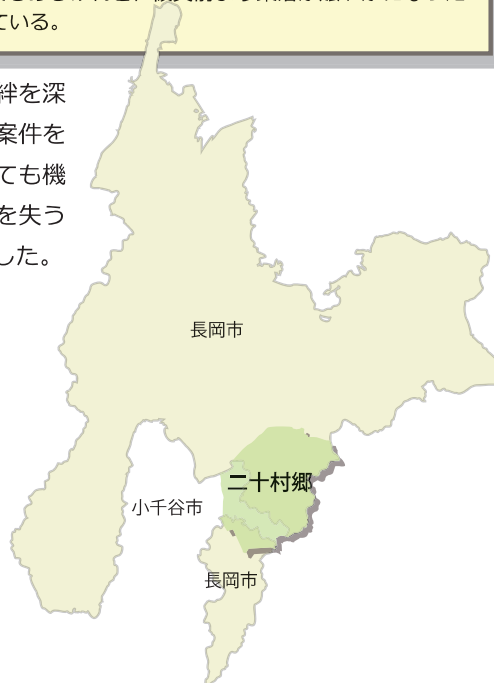 ている。
絆を深
案件を
ても機
を失う
した。
長岡市
二十村郷
小千谷市
長岡市